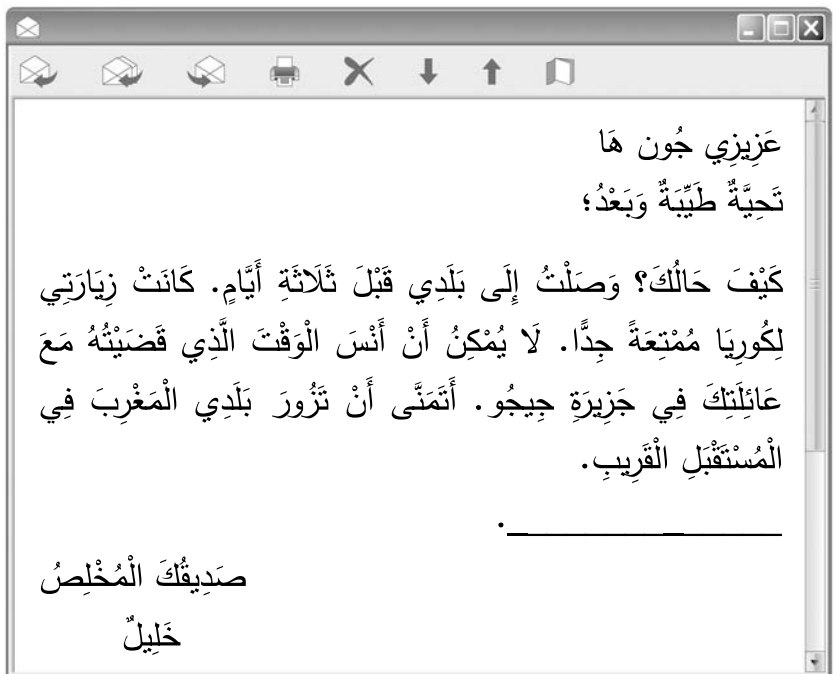 عَزِيزِي جُون هَا
تَحِيَّةٌ طَيِّبَةٌ وَبَعْدُ؛
كَيْفَ حَالُكَ؟ وَصَلْتُ إِلَى بَلَدِي قَبْلَ ثَلَاثَةِ أَيَّامٍ. كَانَتْ زِيَارَتِي
لِكُورِيَا مُمْتِعَةً جِدًّا. لَا يُمْكِنُ أَنْ أَنْسَ الْوَقْتَ الَّذِي قَضَيْتُهُ مَعَ
عَائِلَتِكَ فِي جَزِيرَةِ جِيجُو. أَتَمَنَّى أَنْ تَزُورَ بَلَدِي الْمَغْرِبَ فِي
الْمُسْتَقْبَلِ الْقَرِيبِ.
______________.
صَدِيقُكَ الْمُخْلِصُ
خَلِيلٌ